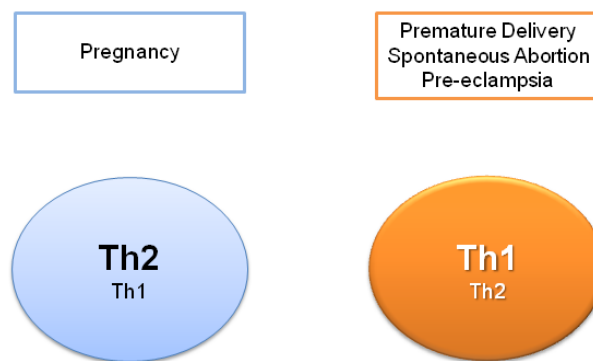 Pregnancy
Premature Delivery
Spontaneous Abortion
Pre-eclampsia
Th2
Th1
Th1
Th2